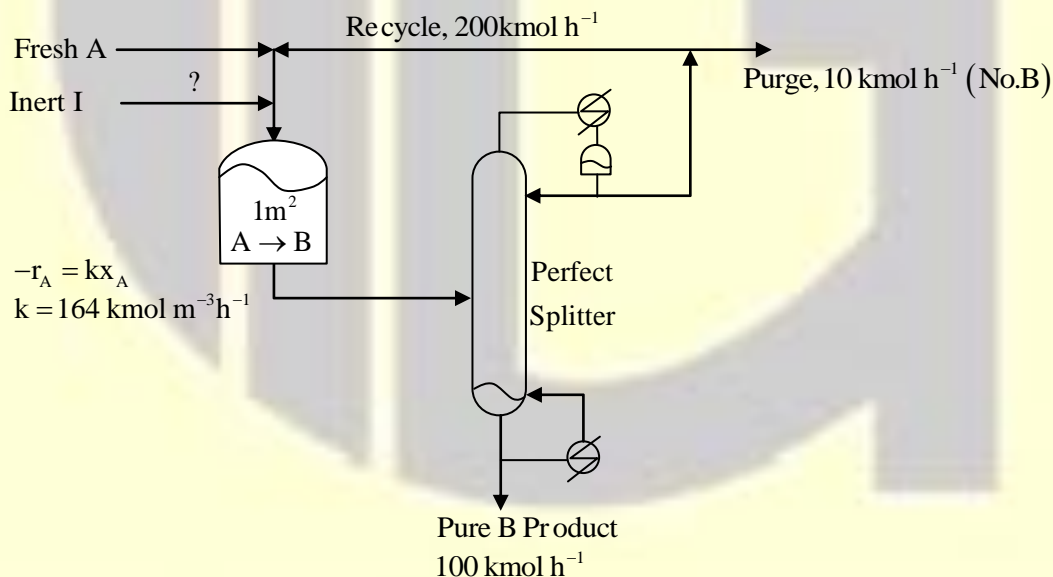 Recycle, 200kmol h⁻¹
Fresh A
?
Purge, 10 kmol h⁻¹ (No.B)
Inert I
1m²
A → B
−r_A = kx_A
k = 164 kmol m⁻³h⁻¹
Perfect
Splitter
Pure B Product
100 kmol h⁻¹